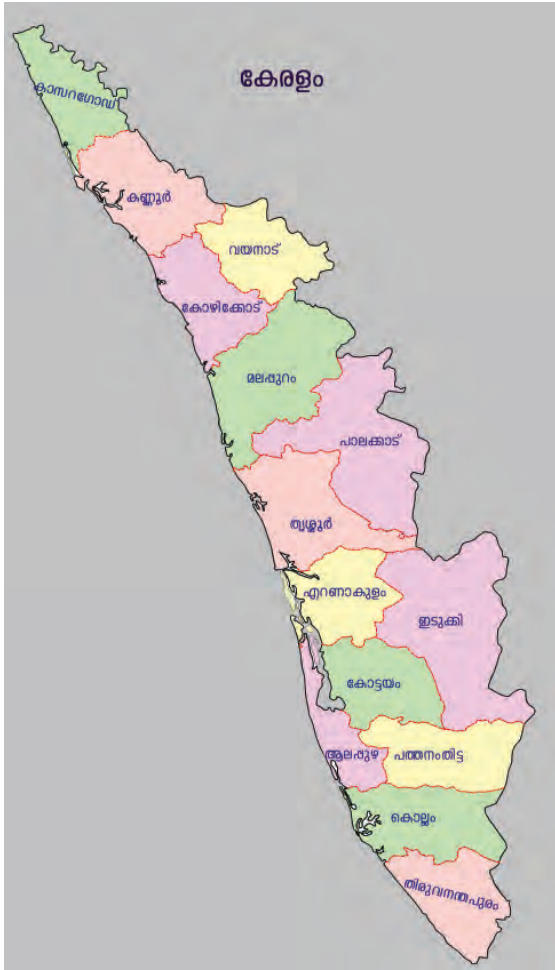 കേരളം
കാസറഗോഡ്
കണ്ണൂർ
വയനാട്
കോഴിക്കോട്
മലപ്പുറം
പാലക്കാട്
തൃശ്ശൂർ
എറണാകുളം
ഇടുക്കി
കോട്ടയം
ആലപ്പുഴ
പത്തനംതിട്ട
കൊല്ലം
തിരുവനന്തപുരം